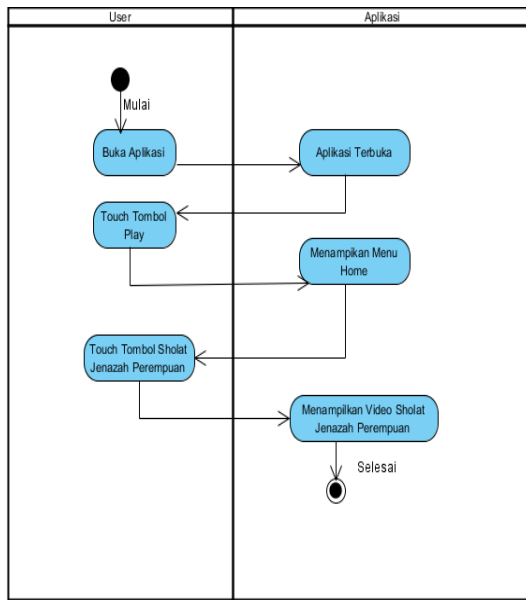 User
Aplikasi
Mulai
Buka Aplikasi
Aplikasi Terbuka
Touch Tombol
Play
Menampikan Menu
Home
Touch Tombol Sholat
Jenazah Perempuan
Menampilkan Video Sholat
Jenazah Perempuan
Selesai